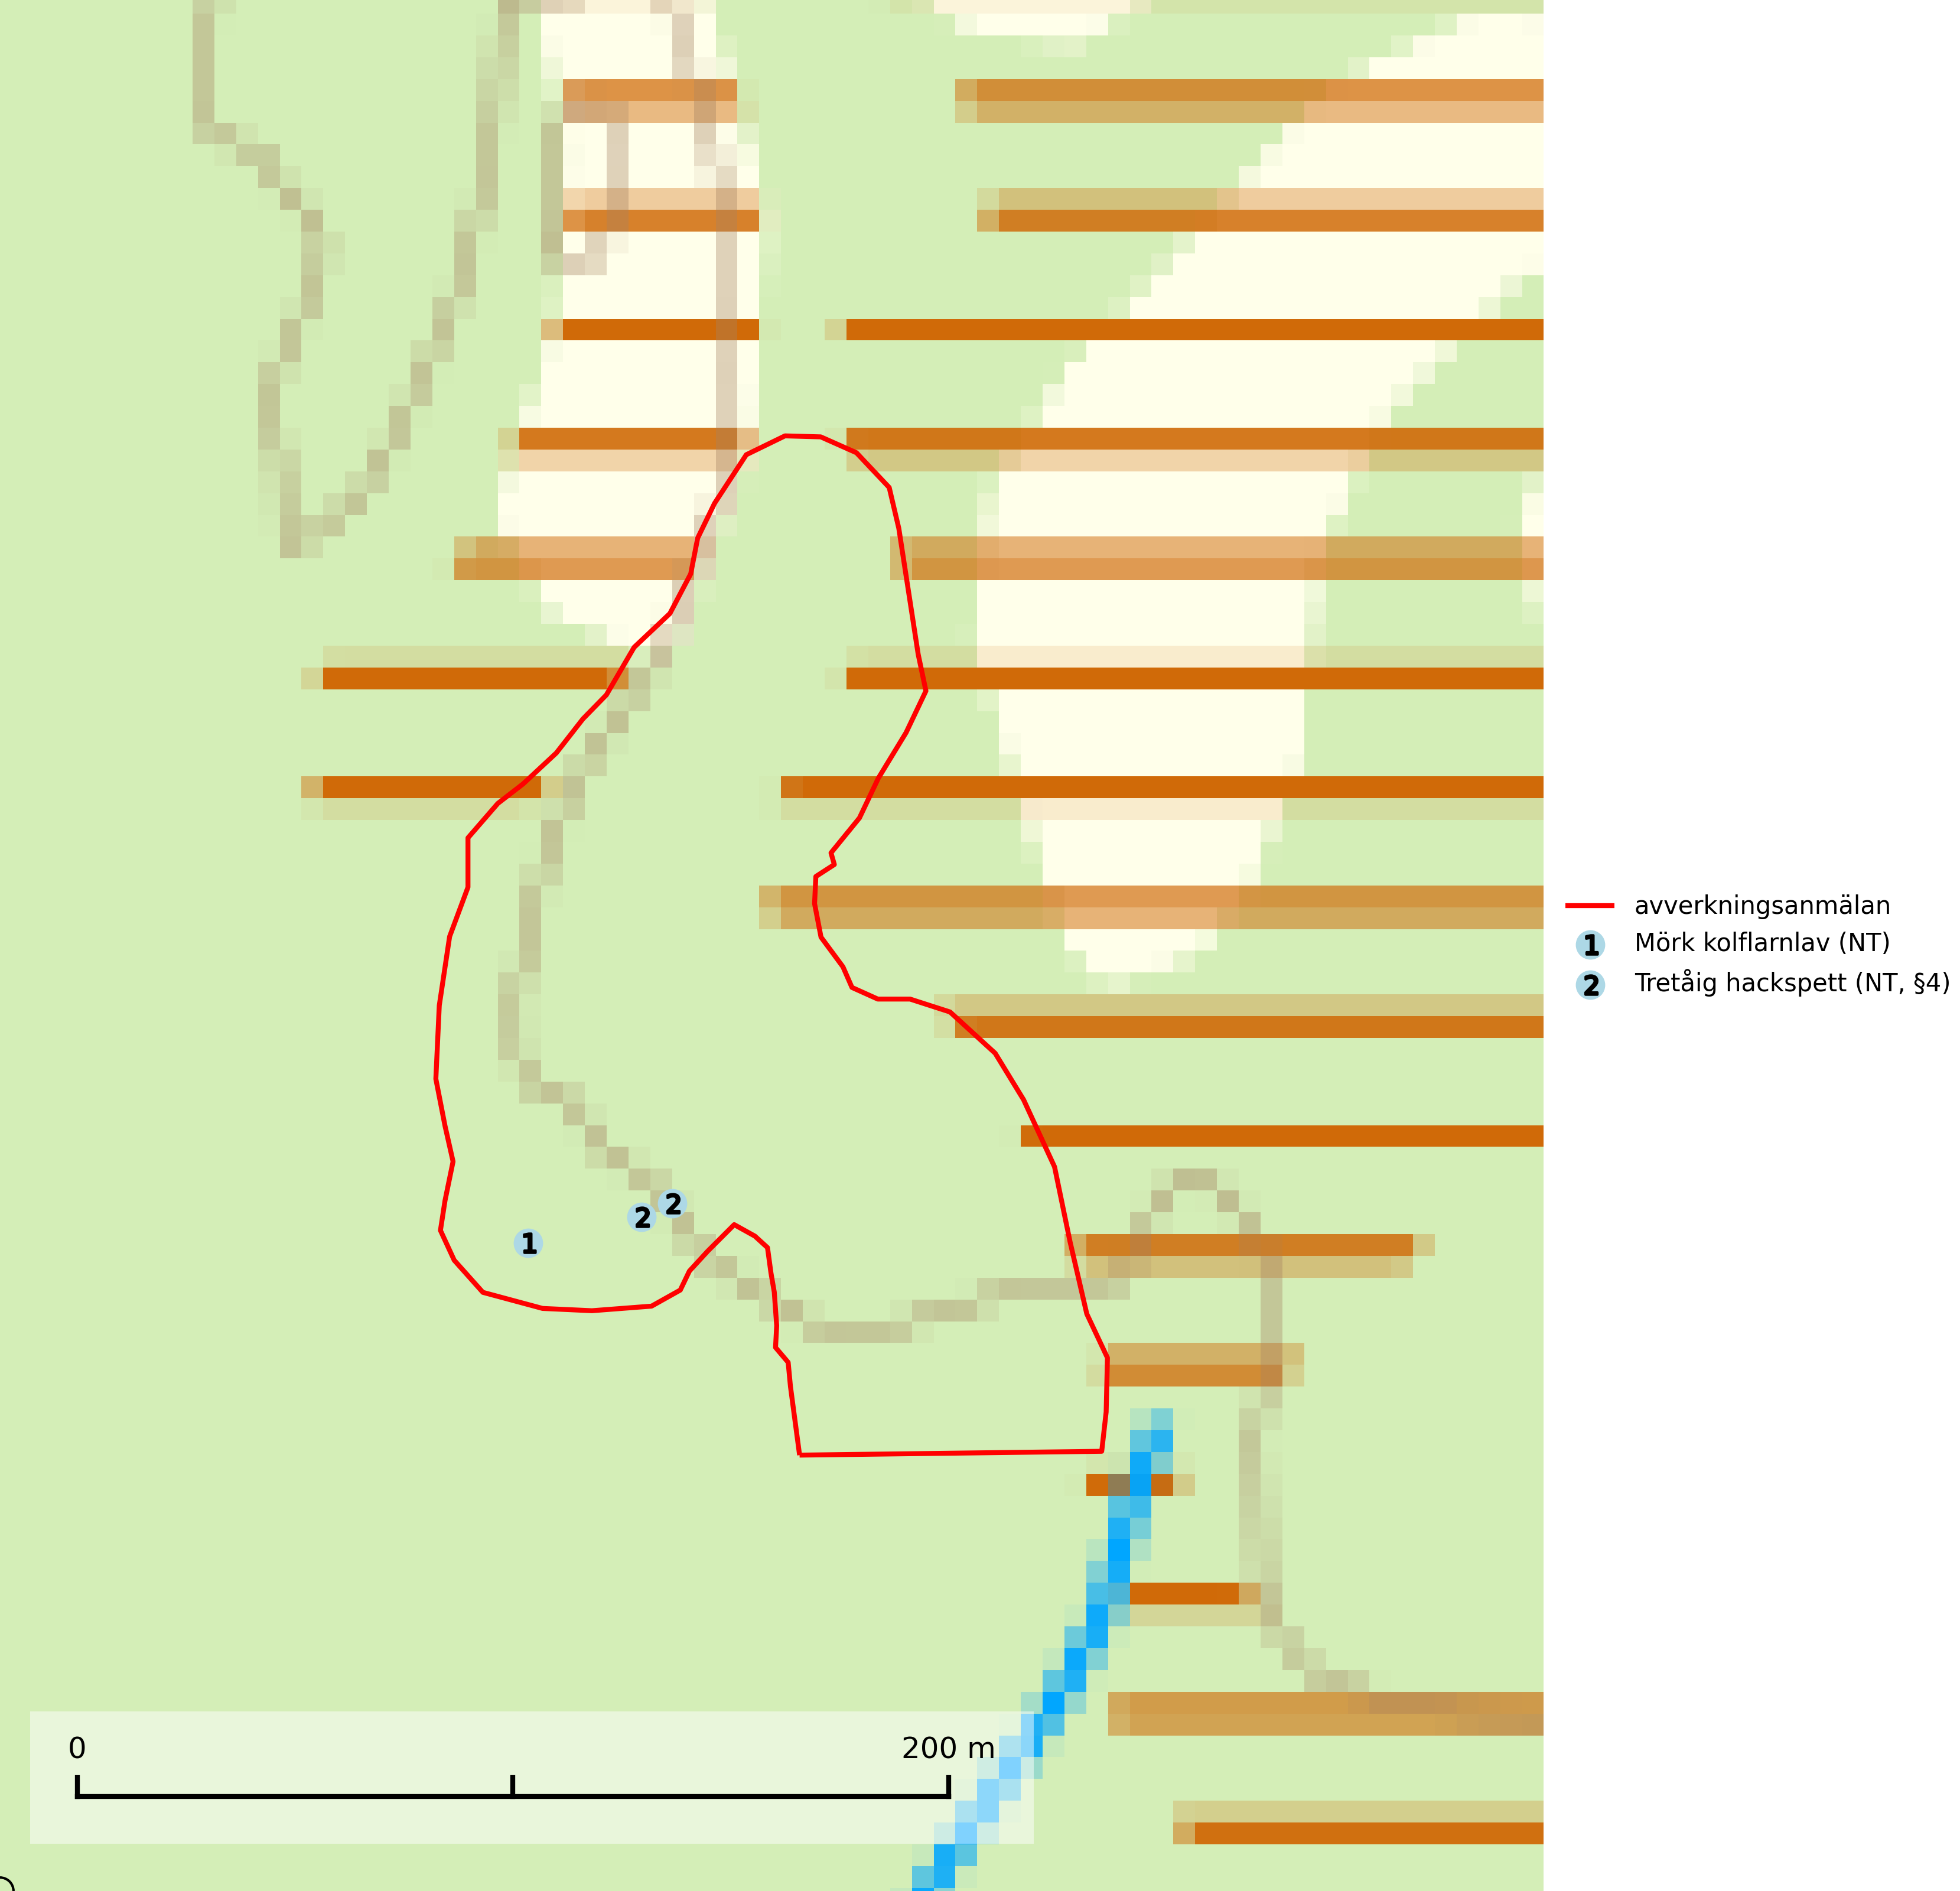 avverkningsanmälan
1 Mörk kolflarnlav (NT)
2 Tretåig hackspett (NT, §4)
2
2
1
0 200 m